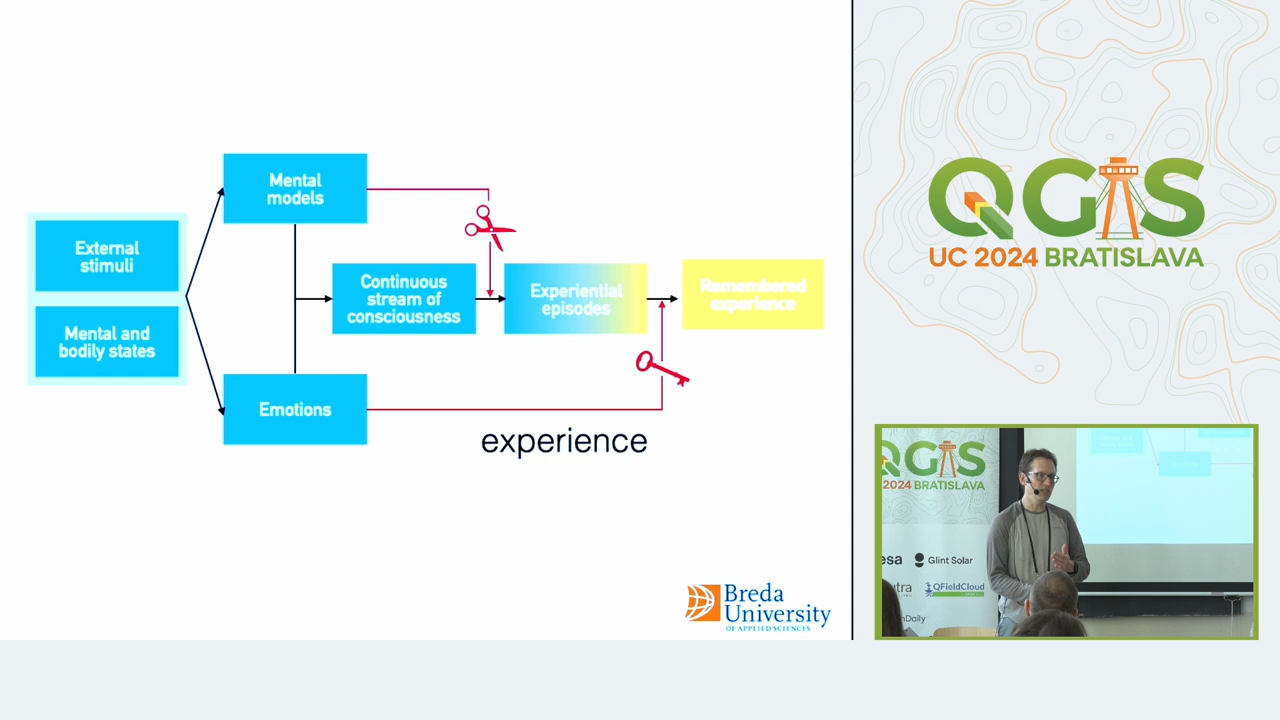 Mental
models
External
stimuli
Mental and
bodily states
Continuous
stream of
consciousness
Experiential
episodes
Remembered
experience
Emotions
experience
Breda
University
OF APPLIED SCIENCES
QGIS
UC 2024 BRATISLAVA
QGIS
2024 BRATISLAVA
esa
Glint Solar
QFieldCloud